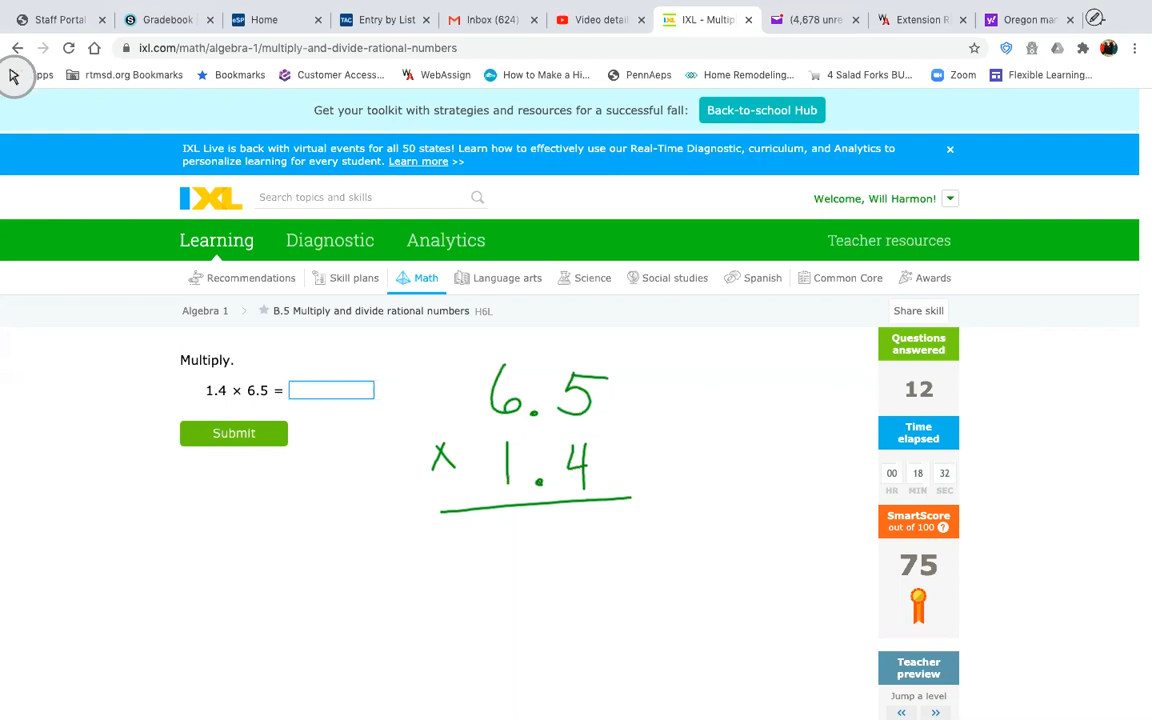 Staff Portal
Gradebook
Home
Entry by List
Inbox (624)
Video detail
IXL - Multip
(4,678 unre
Extension R
Oregon mar
ixl.com/math/algebra-1/multiply-and-divide-rational-numbers
rtmsd.org Bookmarks
Bookmarks
Customer Access...
WebAssign
How to Make a Hi...
PennAeps
Home Remodeling...
4 Salad Forks BU...
Zoom
Flexible Learning...
Get your toolkit with strategies and resources for a successful fall: Back-to-school Hub
IXL Live is back with virtual events for all 50 states! Learn how to effectively use our Real-Time Diagnostic, curriculum, and Analytics to
personalize learning for every student. Learn more >>
IXL
Search topics and skills
Welcome, Will Harmon!
Learning
Diagnostic
Analytics
Teacher resources
Recommendations
Skill plans
Math
Language arts
Science
Social studies
Spanish
Common Core
Awards
Algebra 1
B.5 Multiply and divide rational numbers H6L
Share skill
Multiply.
1.4 × 6.5 =
Submit
6.5
× 1.4
Questions
answered
12
Time
elapsed
00 18 32
HR MIN SEC
SmartScore
out of 100 ?
75
Teacher
preview
Jump a level
<< >>